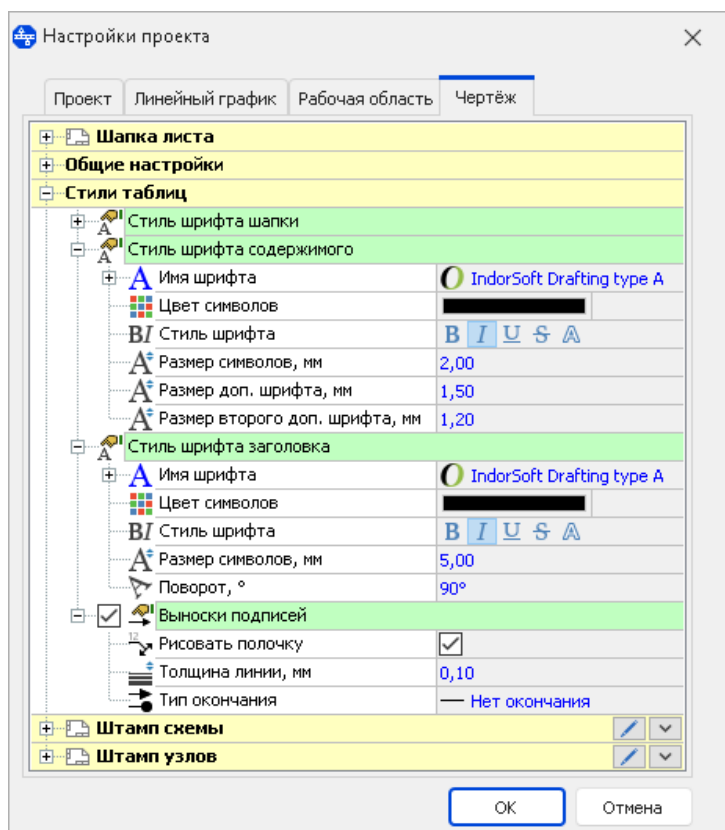 Настройки проекта
Проект Линейный график Рабочая область Чертёж
Шапка листа
Общие настройки
Стили таблиц
Стиль шрифта шапки
Стиль шрифта содержимого
Имя шрифта IndorSoft Drafting type A
Цвет символов
Стиль шрифта B I U S A
Размер символов, мм 2,00
Размер доп. шрифта, мм 1,50
Размер второго доп. шрифта, мм 1,20
Стиль шрифта заголовка
Имя шрифта IndorSoft Drafting type A
Цвет символов
Стиль шрифта B I U S A
Размер символов, мм 5,00
Поворот, ° 90°
Выноски подписей
Рисовать полочку
Толщина линии, мм 0,10
Тип окончания Нет окончания
Штамп схемы
Штамп узлов
OK Отмена